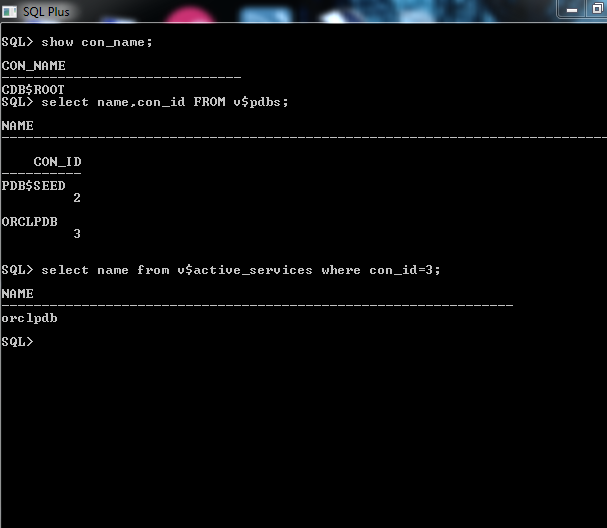 SQL Plus
SQL> show con_name;
CON_NAME
------------------------------
CDB$ROOT
SQL> select name,con_id FROM v$pdbs;
NAME
--------------------------------------------------------------------------------
    CON_ID
----------
PDB$SEED
         2
ORCLPDB
         3
SQL> select name from v$active_services where con_id=3;
NAME
----------------------------------------------------------------
orclpdb
SQL>